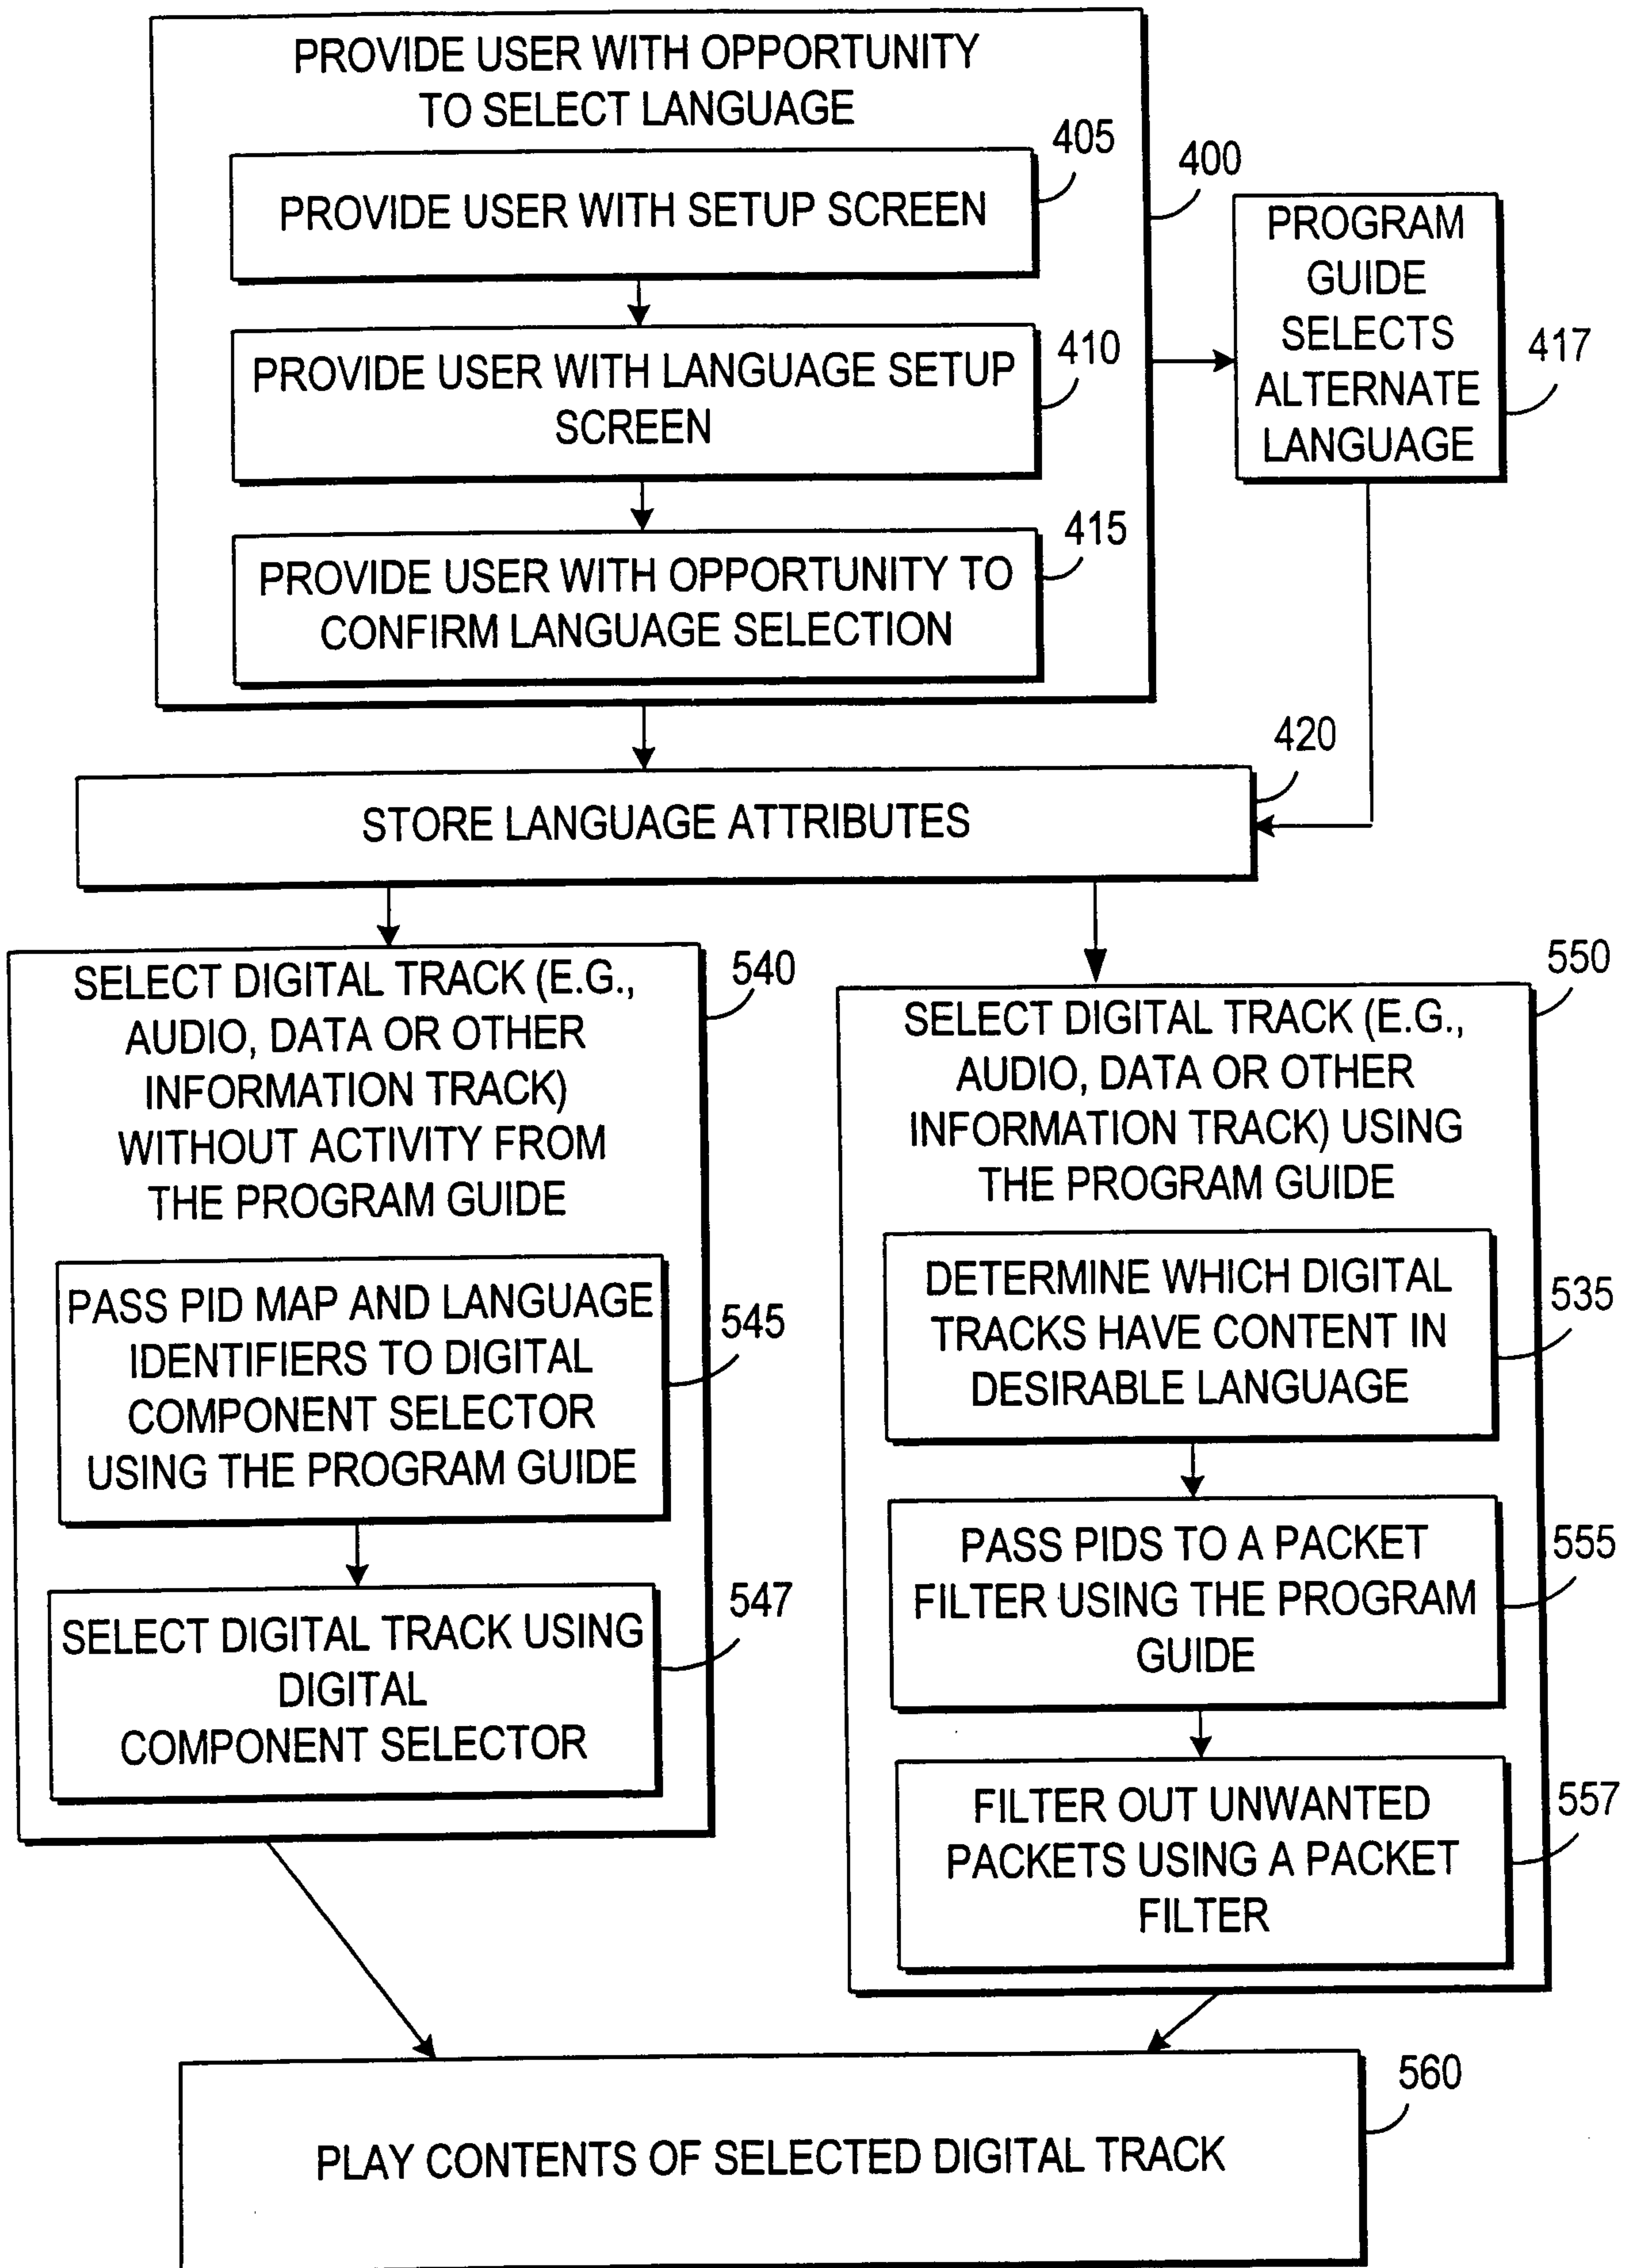 PROVIDE USER WITH OPPORTUNITY
TO SELECT LANGUAGE
405
400
PROVIDE USER WITH SETUP SCREEN
410
PROVIDE USER WITH LANGUAGE SETUP
SCREEN
415
PROVIDE USER WITH OPPORTUNITY TO
CONFIRM LANGUAGE SELECTION
PROGRAM
GUIDE
SELECTS
ALTERNATE
LANGUAGE
417
420
STORE LANGUAGE ATTRIBUTES
540
SELECT DIGITAL TRACK (E.G.,
AUDIO, DATA OR OTHER
INFORMATION TRACK)
WITHOUT ACTIVITY FROM
THE PROGRAM GUIDE
PASS PID MAP AND LANGUAGE
IDENTIFIERS TO DIGITAL
COMPONENT SELECTOR
USING THE PROGRAM GUIDE
545
SELECT DIGITAL TRACK USING
DIGITAL
COMPONENT SELECTOR
547
550
SELECT DIGITAL TRACK (E.G.,
AUDIO, DATA OR OTHER
INFORMATION TRACK) USING
THE PROGRAM GUIDE
DETERMINE WHICH DIGITAL
TRACKS HAVE CONTENT IN
DESIRABLE LANGUAGE
535
PASS PIDS TO A PACKET
FILTER USING THE PROGRAM
GUIDE
555
FILTER OUT UNWANTED
PACKETS USING A PACKET
FILTER
557
560
PLAY CONTENTS OF SELECTED DIGITAL TRACK